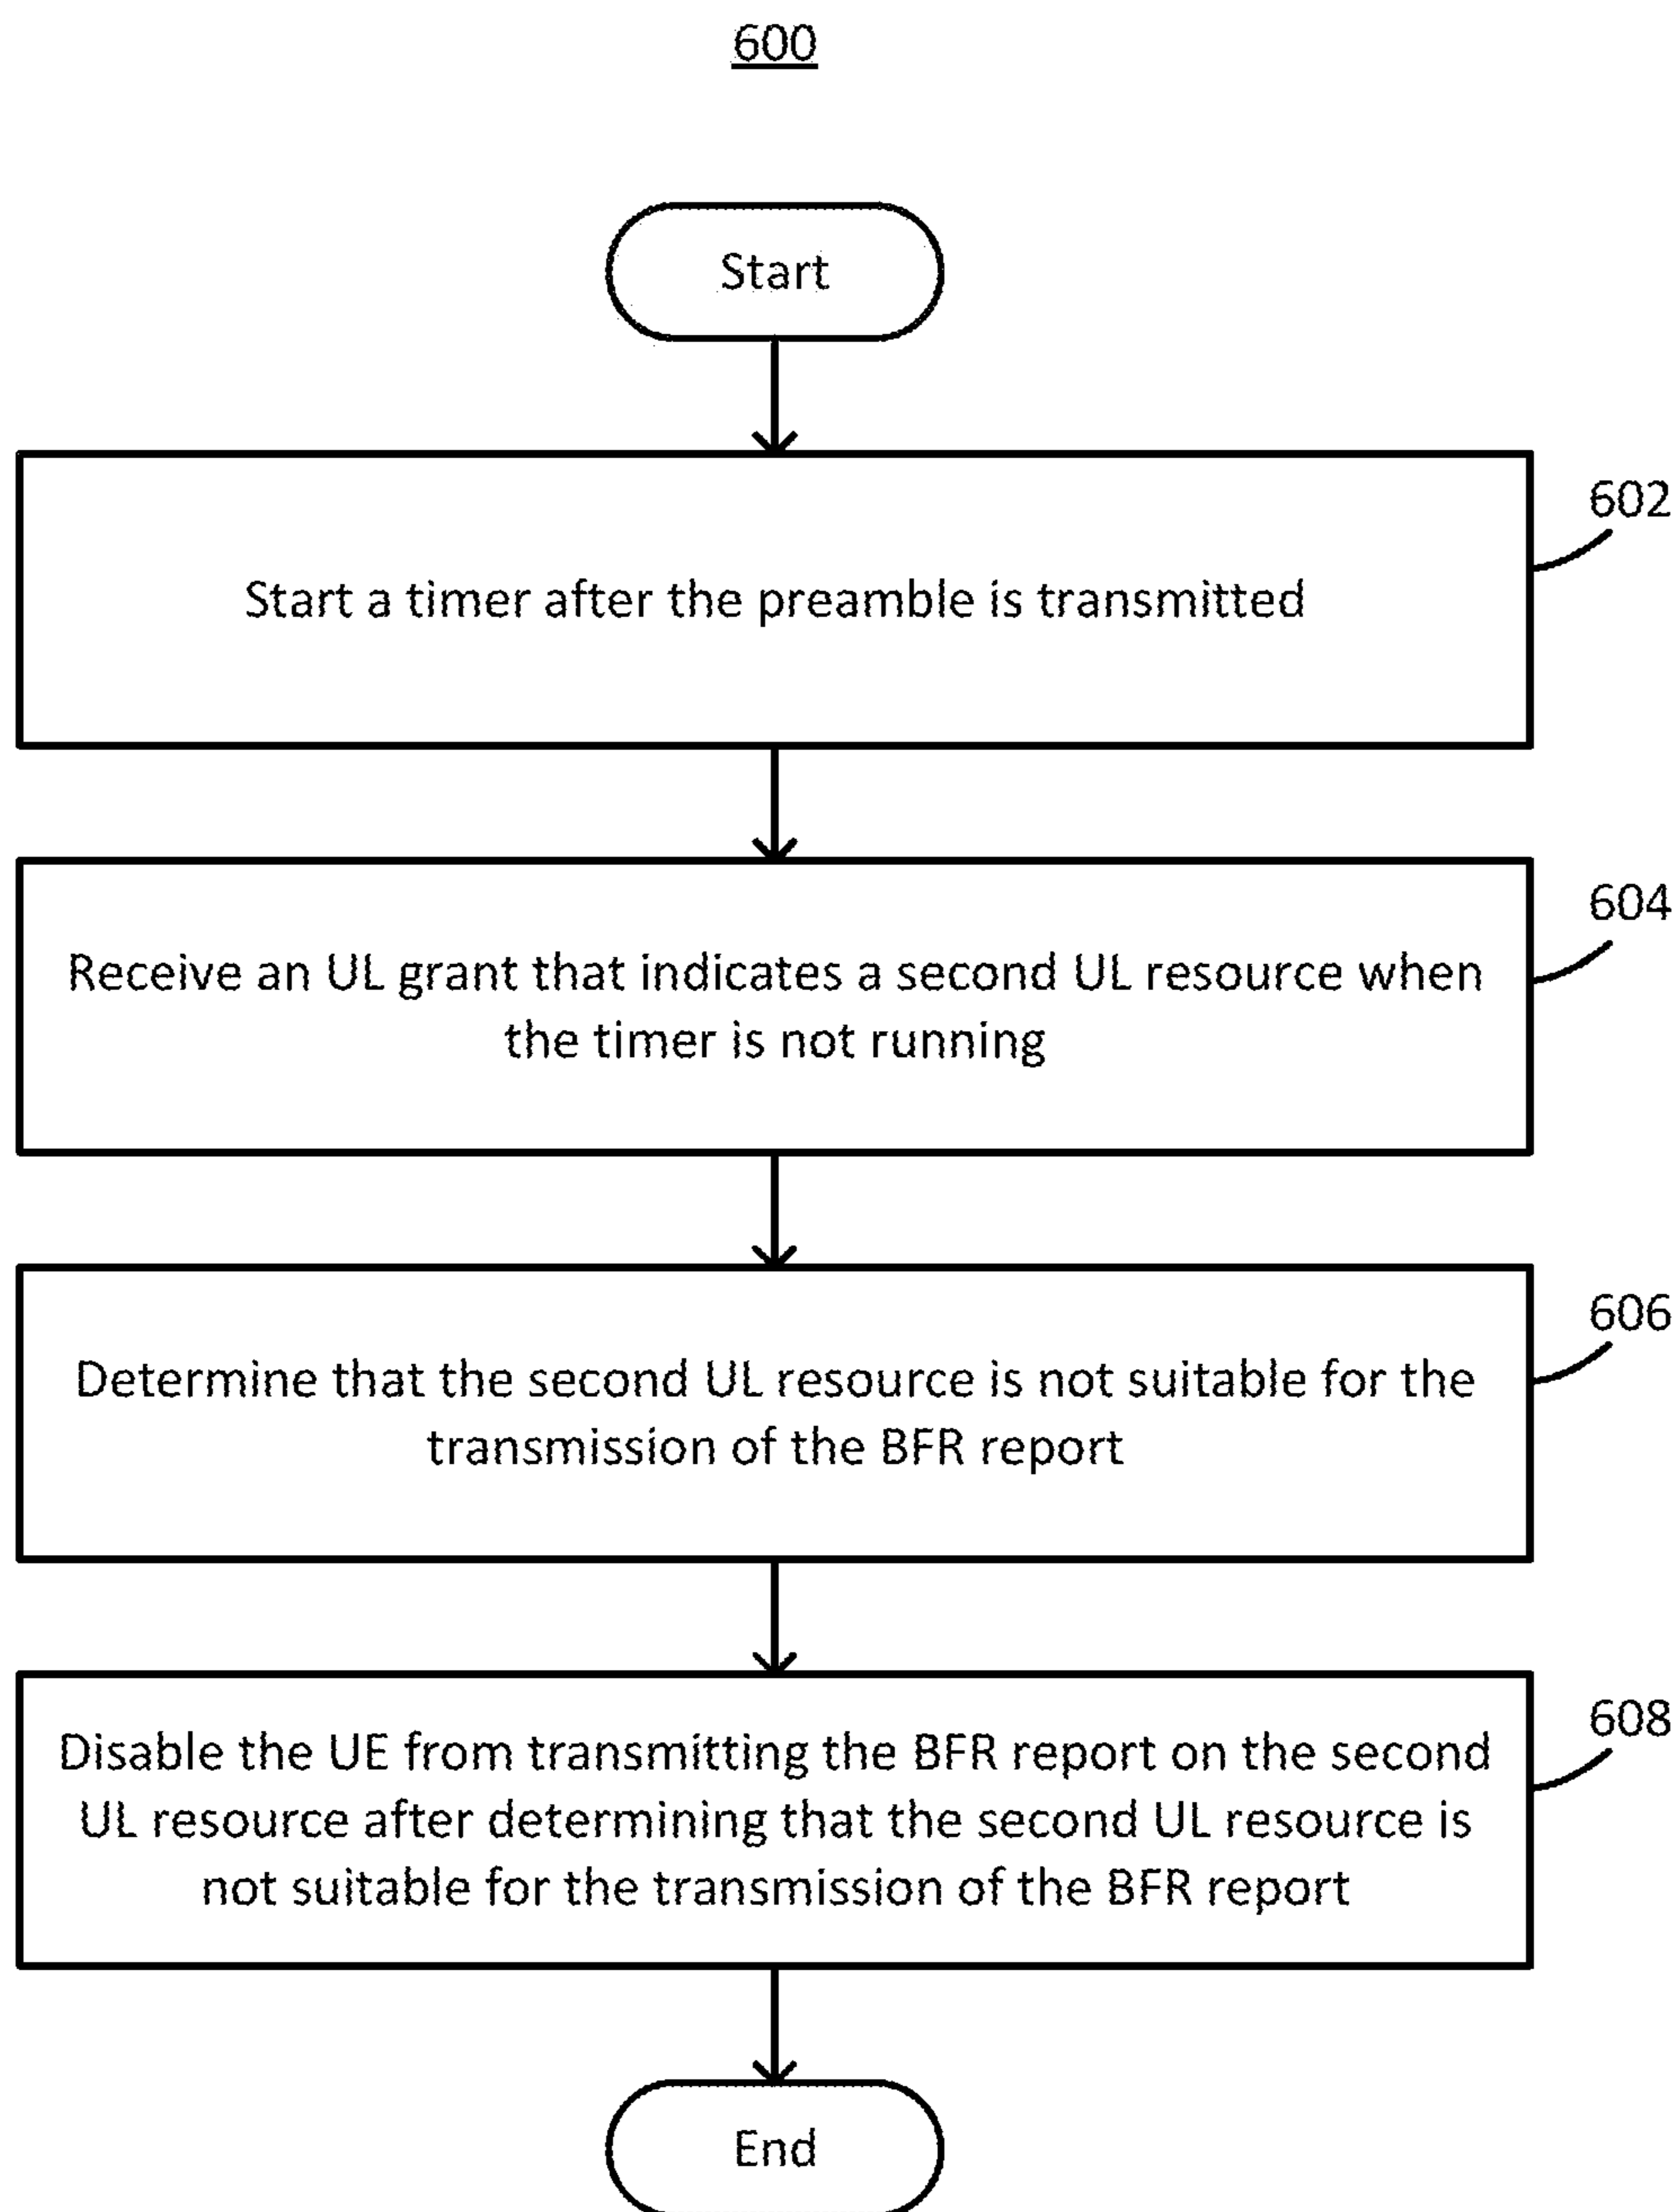 600
Start
602
Start a timer after the preamble is transmitted
604
Receive an UL grant that indicates a second UL resource when
the timer is not running
606
Determine that the second UL resource is not suitable for the
transmission of the BFR report
608
Disable the UE from transmitting the BFR report on the second
UL resource after determining that the second UL resource is
not suitable for the transmission of the BFR report
End